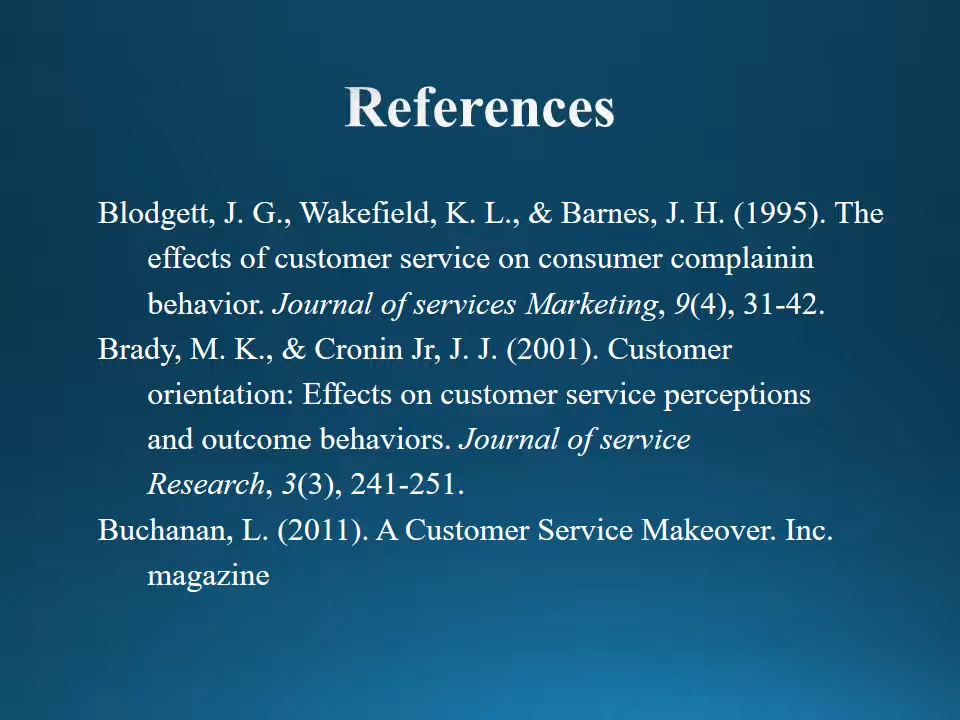 References
Blodgett, J. G., Wakefield, K. L., & Barnes, J. H. (1995). The
effects of customer service on consumer complainin
behavior. Journal of services Marketing, 9(4), 31-42.
Brady, M. K., & Cronin Jr, J. J. (2001). Customer
orientation: Effects on customer service perceptions
and outcome behaviors. Journal of service
Research, 3(3), 241-251.
Buchanan, L. (2011). A Customer Service Makeover. Inc.
magazine